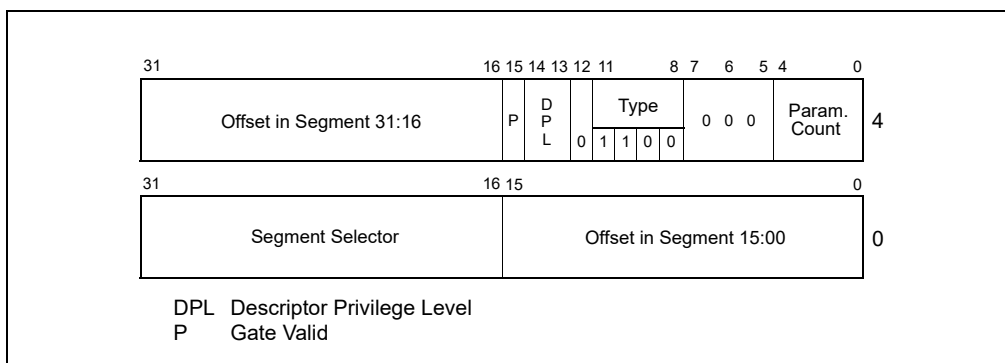 31 16 15 14 13 12 11 8 7 6 5 4 0
Offset in Segment 31:16 P D P L 0 Type 1 1 0 0 0 0 0 Param. Count 4
31 16 15 0
Segment Selector Offset in Segment 15:00 0
DPL Descriptor Privilege Level
P Gate Valid